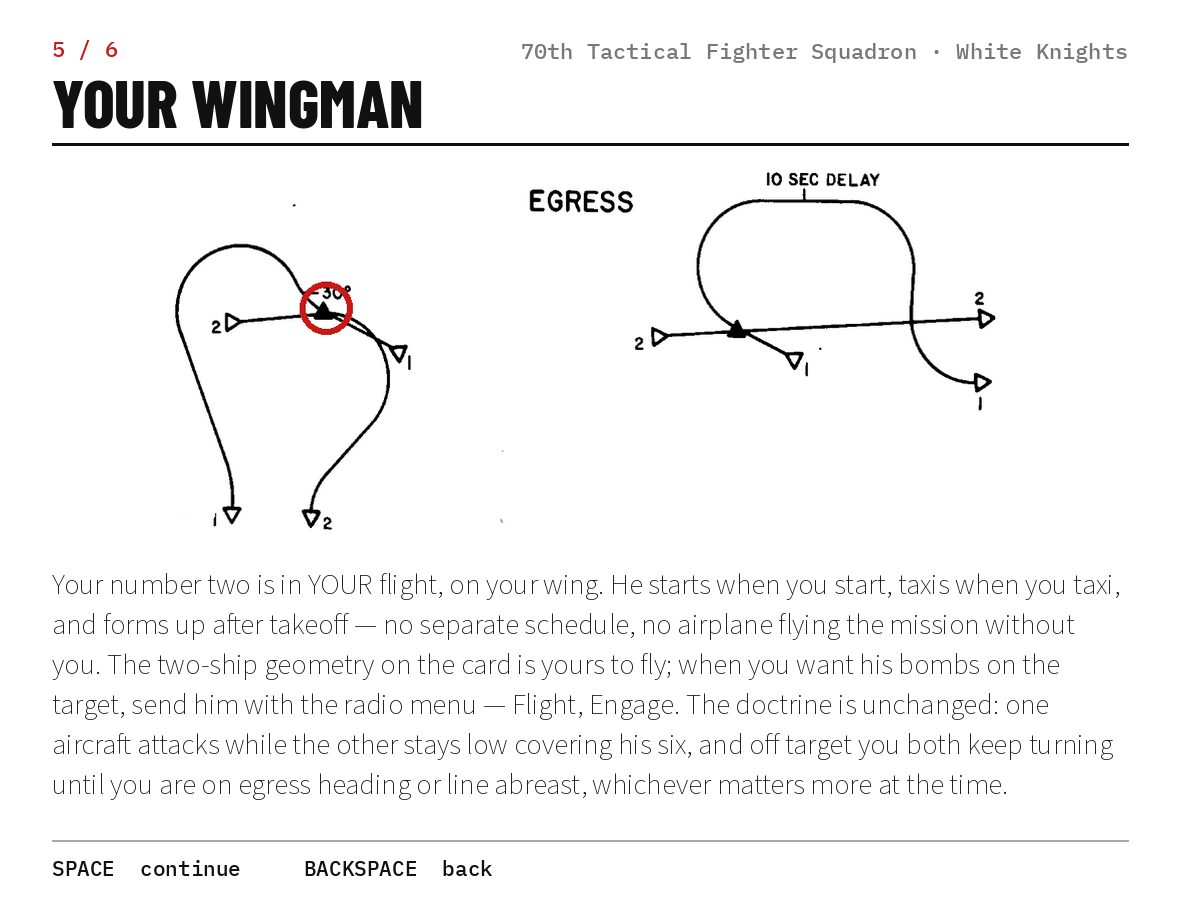 5 / 6
70th Tactical Fighter Squadron · White Knights
YOUR WINGMAN
EGRESS
10 SEC DELAY
-30°
2
1
1
2
2
1
2
1
Your number two is in YOUR flight, on your wing. He starts when you start, taxis when you taxi,
and forms up after takeoff — no separate schedule, no airplane flying the mission without
you. The two-ship geometry on the card is yours to fly; when you want his bombs on the
target, send him with the radio menu — Flight, Engage. The doctrine is unchanged: one
aircraft attacks while the other stays low covering his six, and off target you both keep turning
until you are on egress heading or line abreast, whichever matters more at the time.
SPACE continue BACKSPACE back